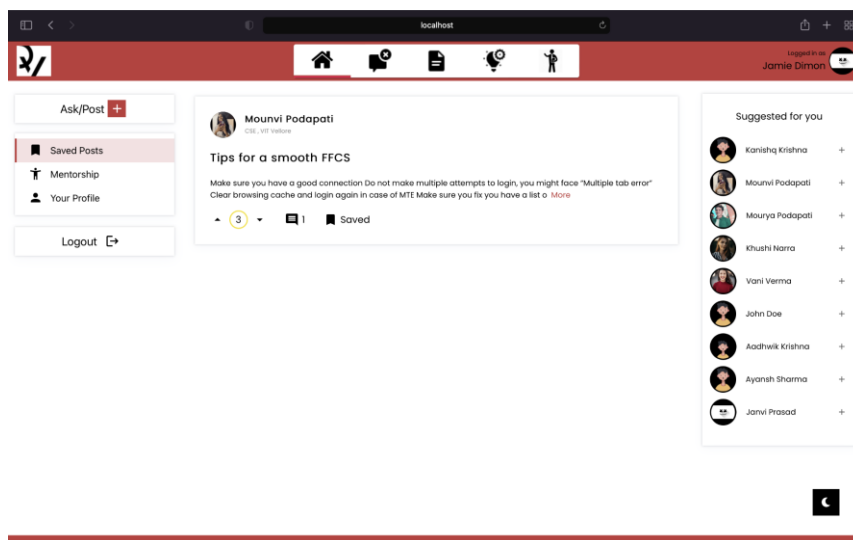 localhost
Logged in as
Jamie Dimon
Ask/Post
Saved Posts
Mentorship
Your Profile
Logout
Mounvi Podapati
CSE , VIT Vellore
Tips for a smooth FFCS
Make sure you have a good connection Do not make multiple attempts to login, you might face "Multiple tab error"
Clear browsing cache and login again in case of MTE Make sure you fix you have a list o More
3
1
Saved
Suggested for you
Kanishq Krishna +
Mounvi Podapati +
Mourya Podapati +
Khushi Narra +
Vani Verma +
John Doe +
Aadhwik Krishna +
Ayansh Sharma +
Janvi Prasad +